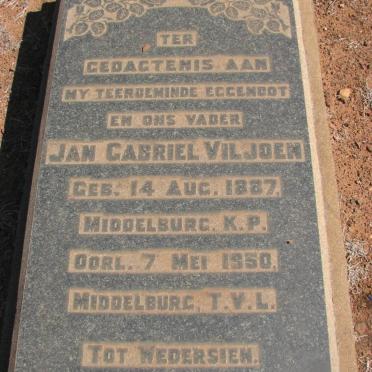 TER
GEDAGTENIS AAN
MY TEERBEMINDE EGGENOOT
EN ONS VADER
JAN GABRIEL VILJOEN
GEB. 14 AUG. 1887.
MIDDELBURG, K.P.
OORL. 7 MEI 1950.
MIDDELBURG, T.V.L.
TOT WEDERSIEN.